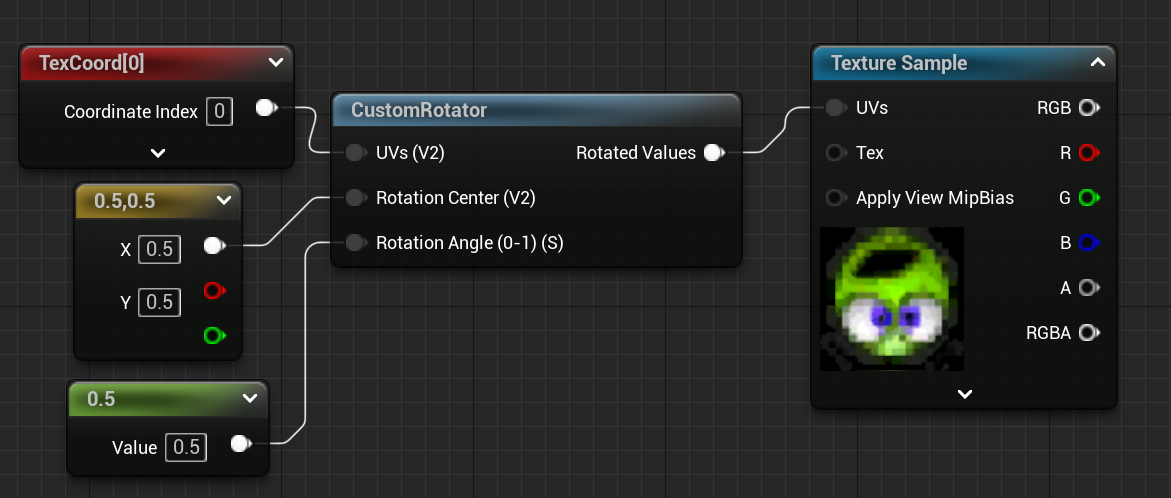 TexCoord[0]
Coordinate Index 0
0.5,0.5
X 0.5
Y 0.5
0.5
Value 0.5
CustomRotator
UVs (V2) Rotated Values
Rotation Center (V2)
Rotation Angle (0-1) (S)
Texture Sample
UVs RGB
Tex R
Apply View MipBias G
B
A
RGBA